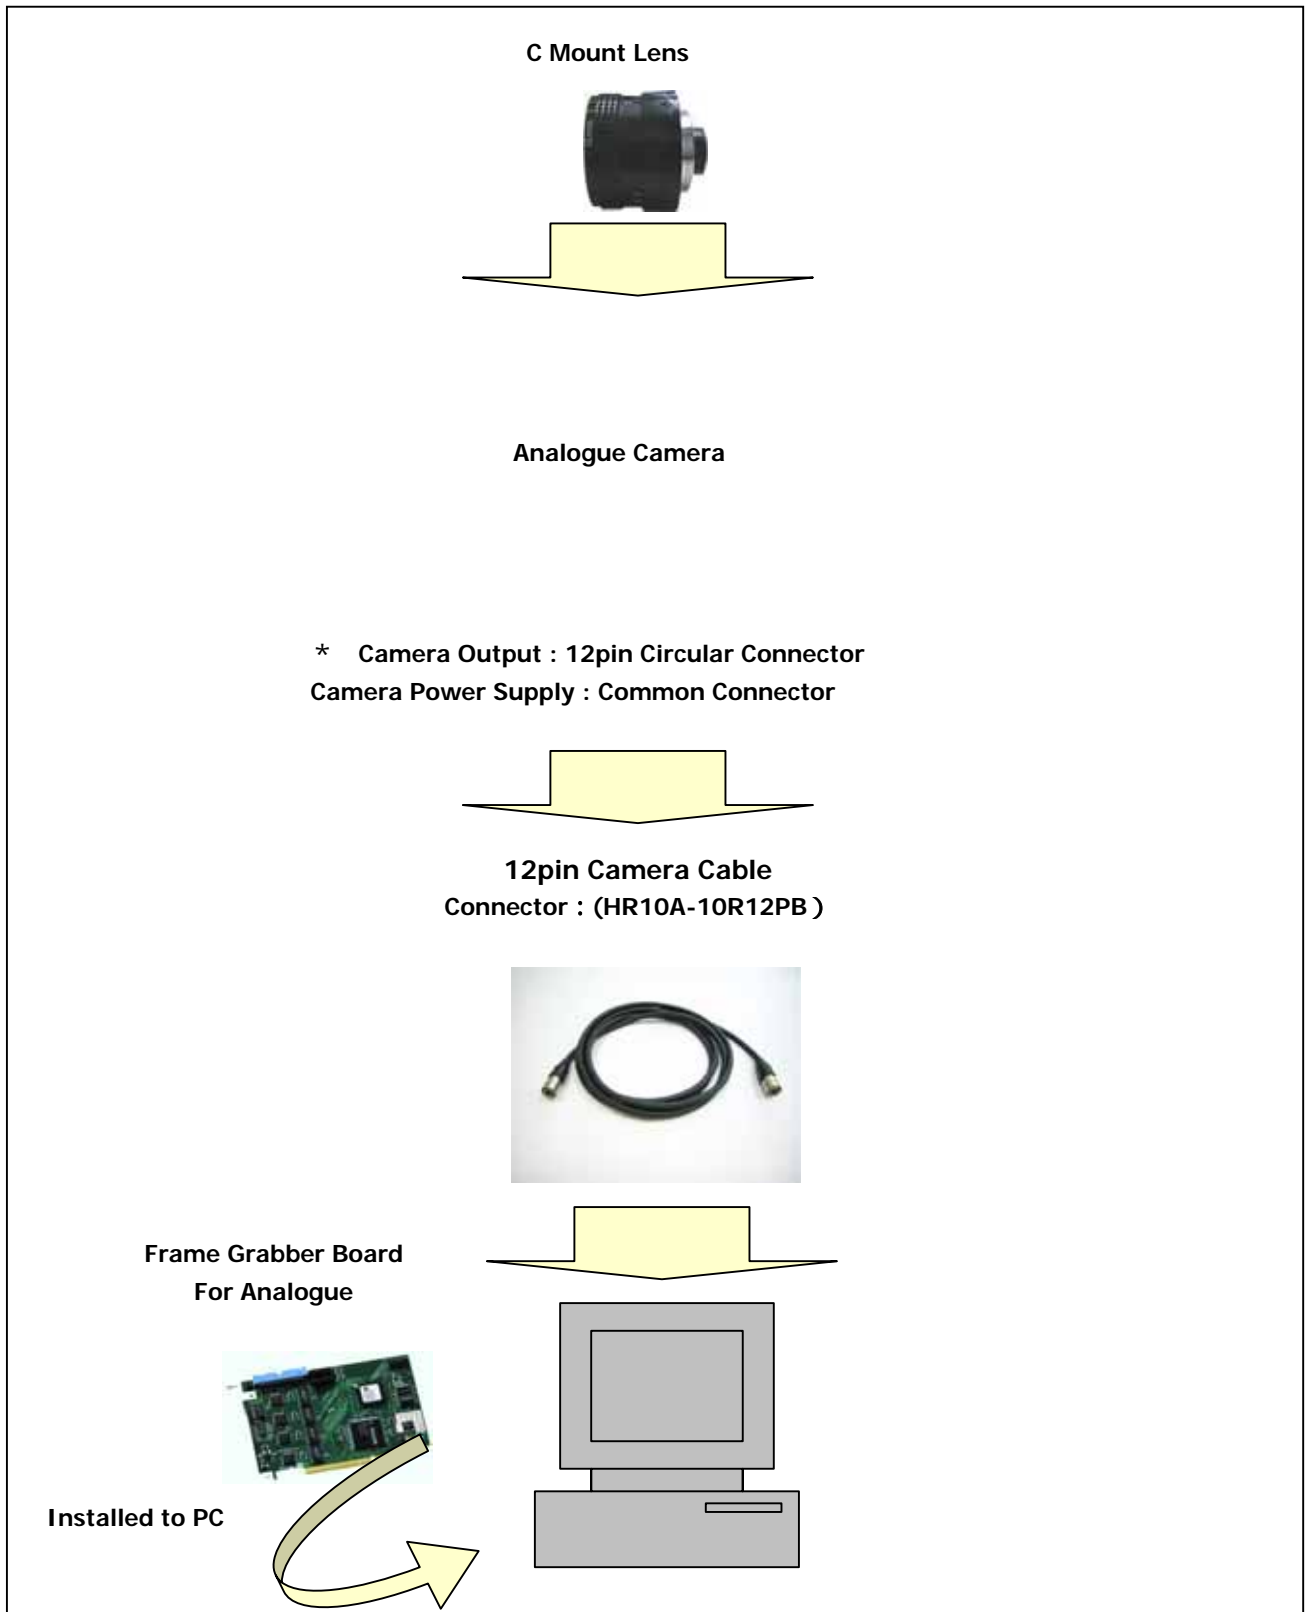 C Mount Lens
Analogue Camera
* Camera Output : 12pin Circular Connector
Camera Power Supply : Common Connector
12pin Camera Cable
Connector : (HR10A-10R12PB )
Frame Grabber Board
For Analogue
Installed to PC